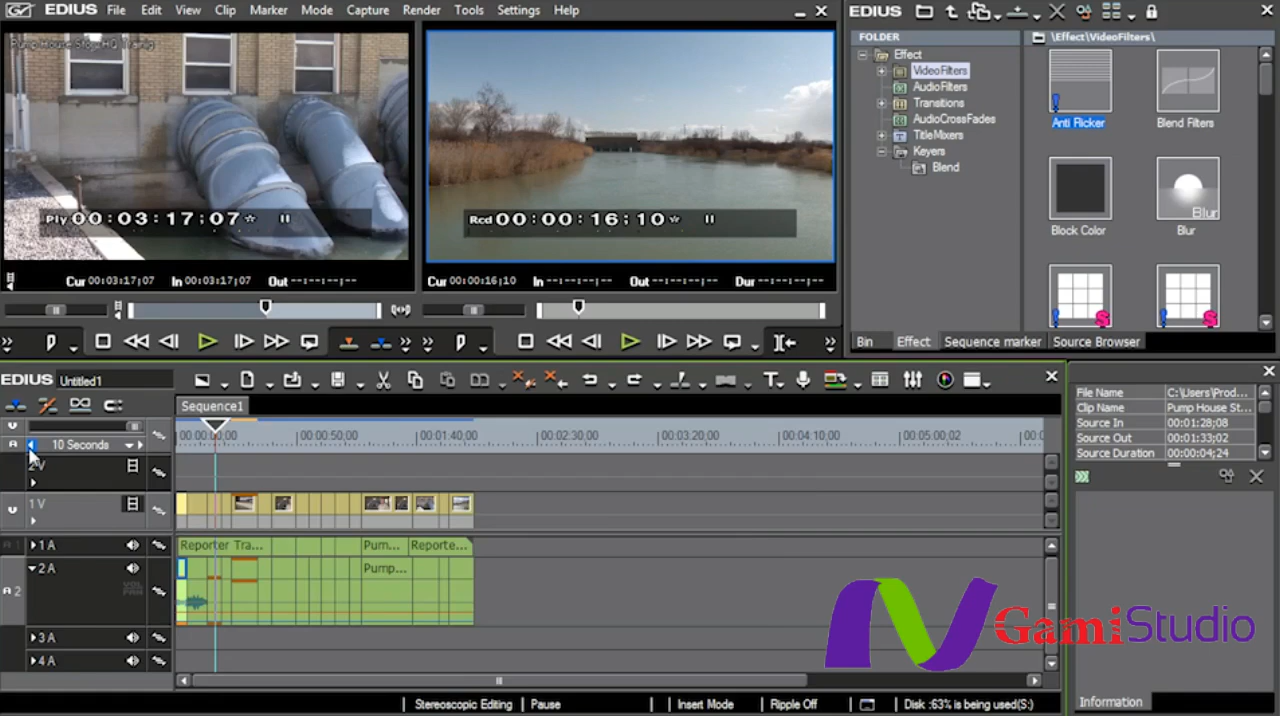 EDIUS File Edit View Clip Marker Mode Capture Render Tools Settings Help
Ply 00:03:17;07
Cur 00:03:17;07 In 00:03:17;07 Out --:--:--;--
Rcd 00:00:16;10
Cur 00:00:16;10 In --:--:--;-- Out --:--:--;-- Dur --:--:--;--
EDIUS
FOLDER
Effect
VideoFilters
AudioFilters
Transitions
AudioCrossFades
TitleMixers
Keyers
Blend
\Effect\VideoFilters\
Anti Flicker
Blend Filters
Block Color
Blur
Blur
Bin Effect Sequence marker Source Browser
EDIUS Untitled1
Sequence1
10 Seconds
00:00:00;00 00:00:50;00 00:01:40;00 00:02:30;00 00:03:20;00 00:04:10;00 00:05:00;02 00:0
2 V
1 V
1 A
Reporter Tra... Pum... Reporte...
A 2
2 A
VOL
PAN
Pump...
3 A
4 A
File Name C:\Users\Prod...
Clip Name Pump House St...
Source In 00:01:28;08
Source Out 00:01:33;02
Source Duration 00:00:04;24
GamiStudio
Information
Stereoscopic Editing Pause Insert Mode Ripple Off Disk :63% is being used(S:)